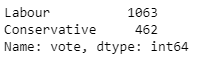 Labour 1063
Conservative 462
Name: vote, dtype: int64